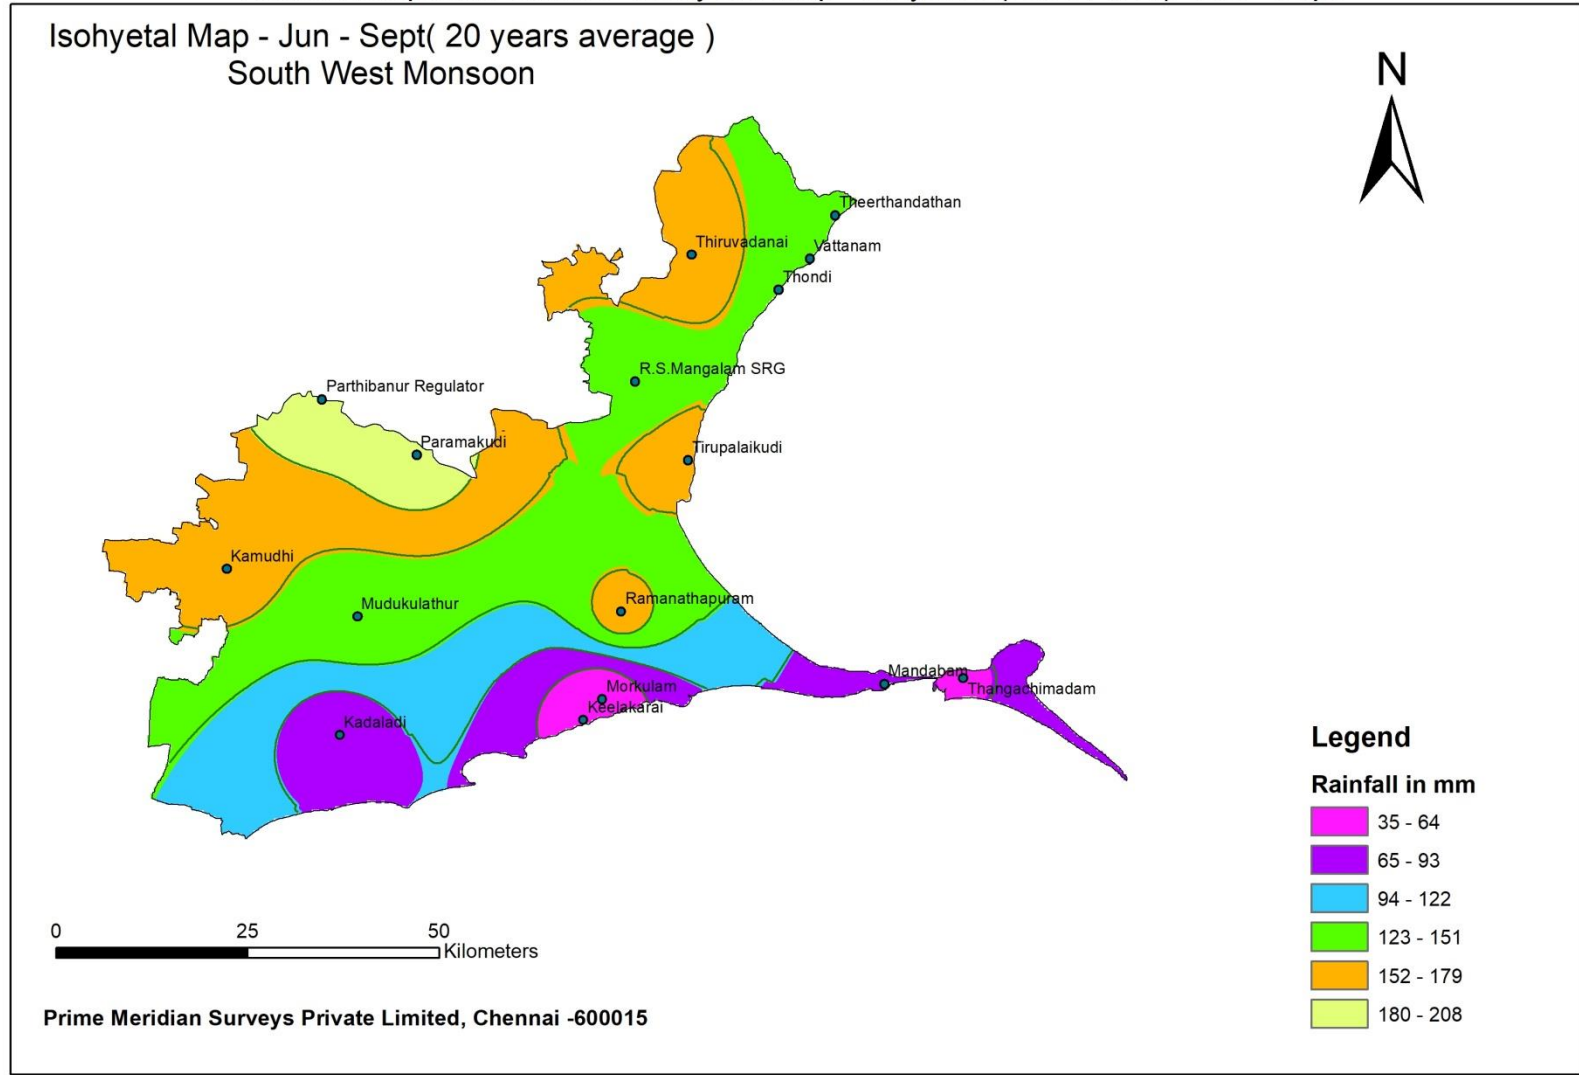 Isohyetal Map - Jun - Sept( 20 years average )
South West Monsoon
N
Theerthandathan
Thiruvadanai
Vattanam
Thondi
R.S.Mangalam SRG
Parthibanur Regulator
Paramakudi
Tirupalaikudi
Kamudhi
Mudukulathur
Ramanathapuram
Mandabam
Thangachimadam
Morkulam
Keelakarai
Kadaladi
Legend
Rainfall in mm
35 - 64
65 - 93
94 - 122
123 - 151
152 - 179
180 - 208
0 25 50
Kilometers
Prime Meridian Surveys Private Limited, Chennai -600015